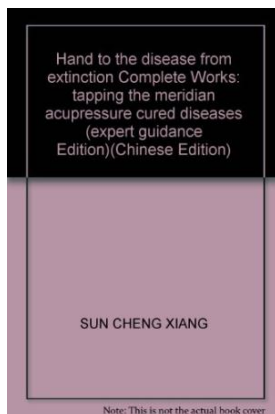 Hand to the disease from
extinction Complete Works:
tapping the meridian
acupressure cured diseases
(expert guidance
Edition)(Chinese Edition)
SUN CHENG XIANG
Note: This is not the actual book cover